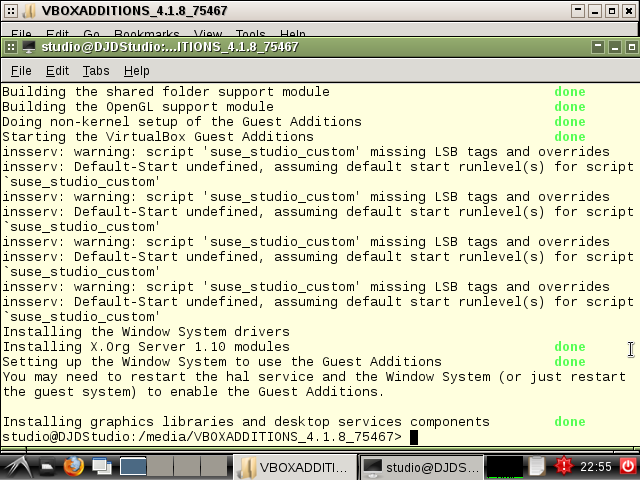 VBOXADDITIONS_4.1.8_75467
File Edit Go Bookmarks View Tools Help
studio@DJDStudio:...ITIONS_4.1.8_75467
File Edit Tabs Help
Building the shared folder support module done
Building the OpenGL support module done
Doing non-kernel setup of the Guest Additions done
Starting the VirtualBox Guest Additions done
insserv: warning: script 'suse_studio_custom' missing LSB tags and overrides
insserv: Default-Start undefined, assuming default start runlevel(s) for script
`suse_studio_custom'
insserv: warning: script 'suse_studio_custom' missing LSB tags and overrides
insserv: Default-Start undefined, assuming default start runlevel(s) for script
`suse_studio_custom'
insserv: warning: script 'suse_studio_custom' missing LSB tags and overrides
insserv: Default-Start undefined, assuming default start runlevel(s) for script
`suse_studio_custom'
insserv: warning: script 'suse_studio_custom' missing LSB tags and overrides
insserv: Default-Start undefined, assuming default start runlevel(s) for script
`suse_studio_custom'
Installing the Window System drivers
Installing X.Org Server 1.10 modules done
Setting up the Window System to use the Guest Additions done
You may need to restart the hal service and the Window System (or just restart
the guest system) to enable the Guest Additions.
Installing graphics libraries and desktop services components done
studio@DJDStudio:/media/VBOXADDITIONS_4.1.8_75467>
VBOXADDITI... studio@DJDS... 22:55